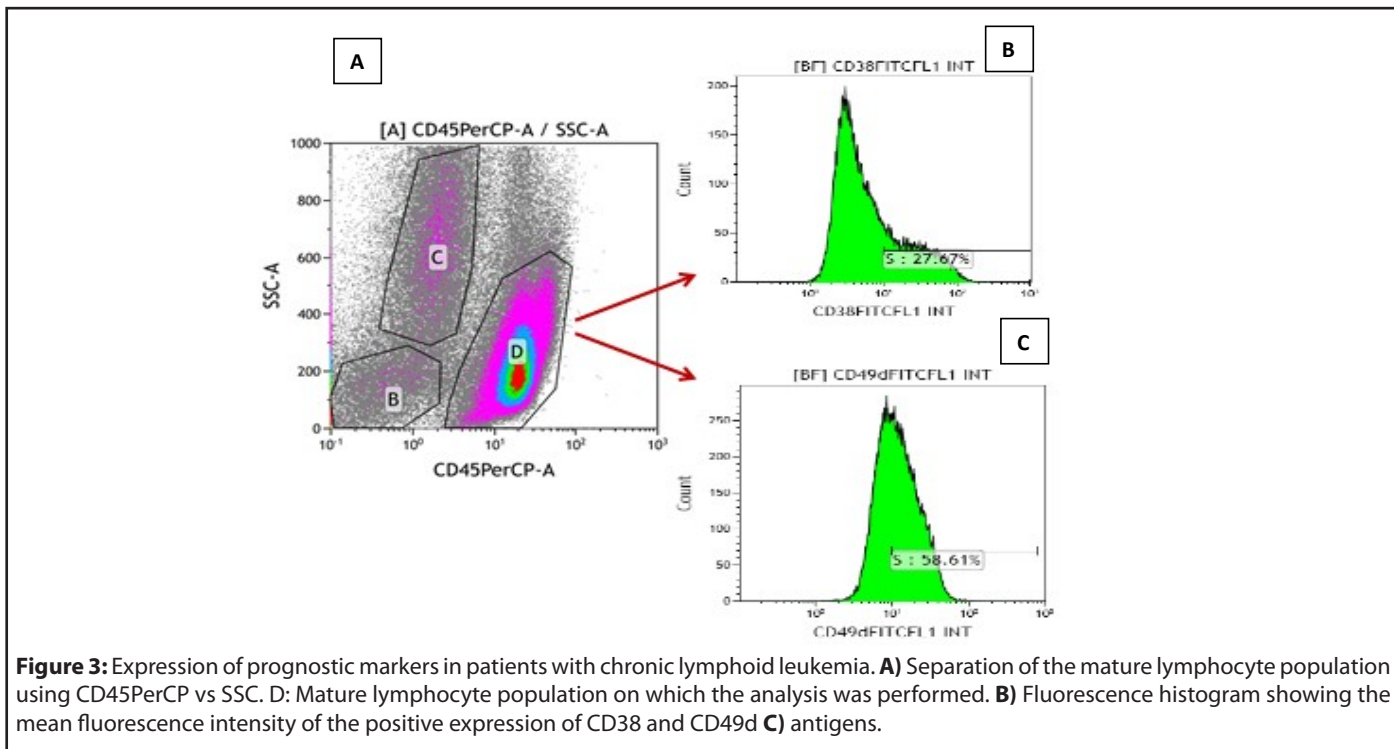 A
[A] CD45PerCP-A / SSC-A
1000
800
600
400
200
0
SSC-A
C
D
B
10-1
100
101
102
103
CD45PerCP-A
B
[BF] CD38FITCFL1 INT
200
150
100
50
0
Count
S : 27.67%
CD38FITCFL1 INT
C
[BF] CD49dFITCFL1 INT
250
200
150
100
50
0
Count
S : 58.61%
CD49dFITCFL1 INT
Figure 3: Expression of prognostic markers in patients with chronic lymphoid leukemia. A) Separation of the mature lymphocyte population
using CD45PerCP vs SSC. D: Mature lymphocyte population on which the analysis was performed. B) Fluorescence histogram showing the
mean fluorescence intensity of the positive expression of CD38 and CD49d C) antigens.